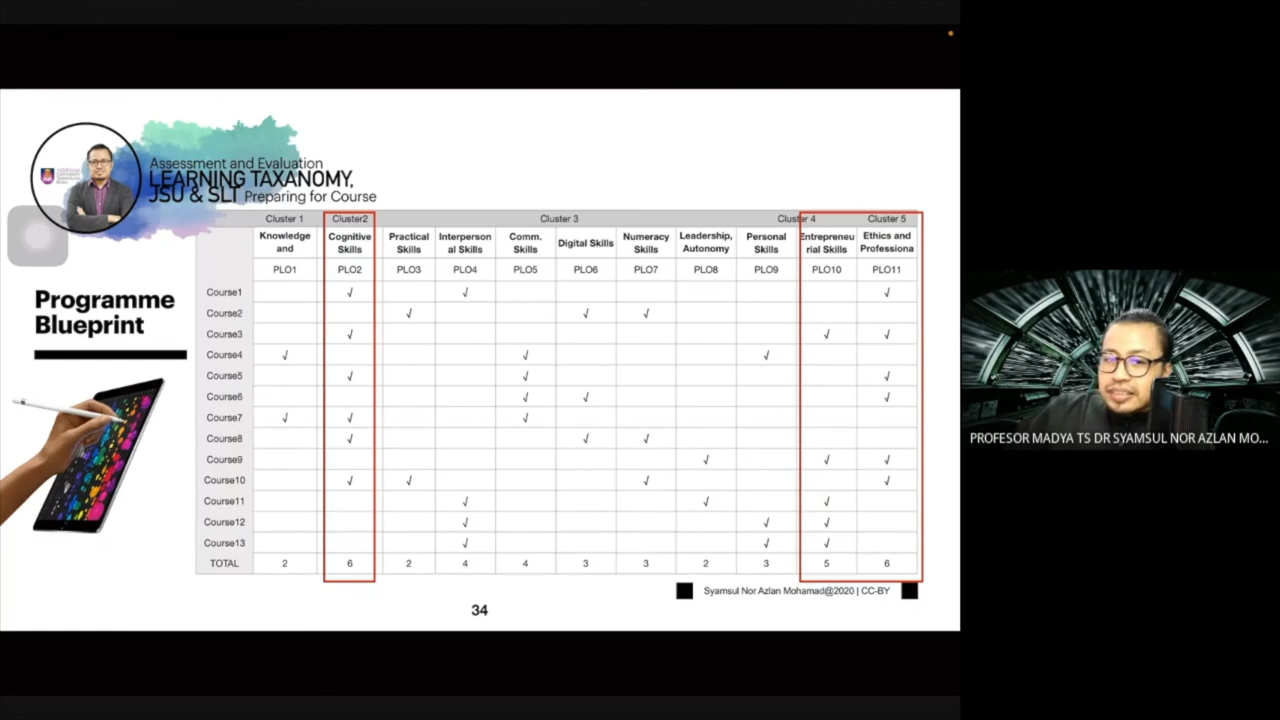 Assessment and Evaluation
LEARNING TAXANOMY,
JSU & SLT Preparing for Course
Programme
Blueprint
Cluster 1 Cluster2 Cluster 3 Cluster 4 Cluster 5
Knowledge and Cognitive Skills Practical Skills Interpersonal Skills Comm. Skills Digital Skills Numeracy Skills Leadership, Autonomy Personal Skills Entrepreneurial Skills Ethics and Professiona
PLO1 PLO2 PLO3 PLO4 PLO5 PLO6 PLO7 PLO8 PLO9 PLO10 PLO11
Course1 √ √ √
Course2 √ √ √
Course3 √ √ √
Course4 √ √ √
Course5 √ √ √
Course6 √ √ √
Course7 √ √ √
Course8 √ √ √
Course9 √ √ √
Course10 √ √ √ √
Course11 √ √ √
Course12 √ √ √
Course13 √ √ √
TOTAL 2 6 2 4 4 3 3 2 3 5 6
Syamsul Nor Azlan Mohamad@2020 | CC-BY
34
PROFESOR MADYA TS DR SYAMSUL NOR AZLAN MO...